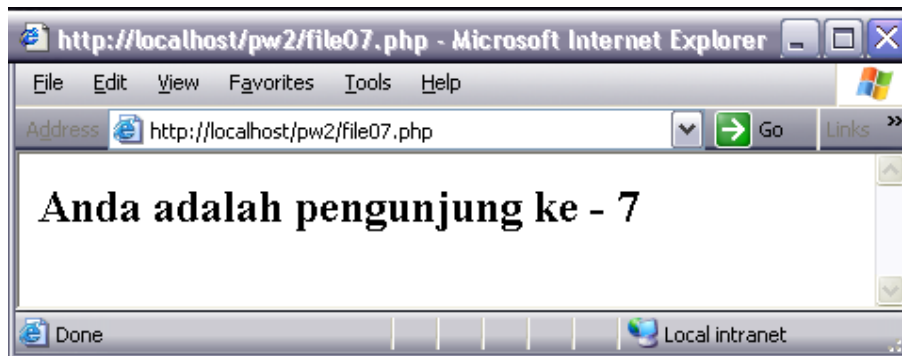 http://localhost/pw2/file07.php - Microsoft Internet Explorer
File Edit View Favorites Tools Help
Address http://localhost/pw2/file07.php Go Links »
Anda adalah pengunjung ke - 7
Done Local intranet